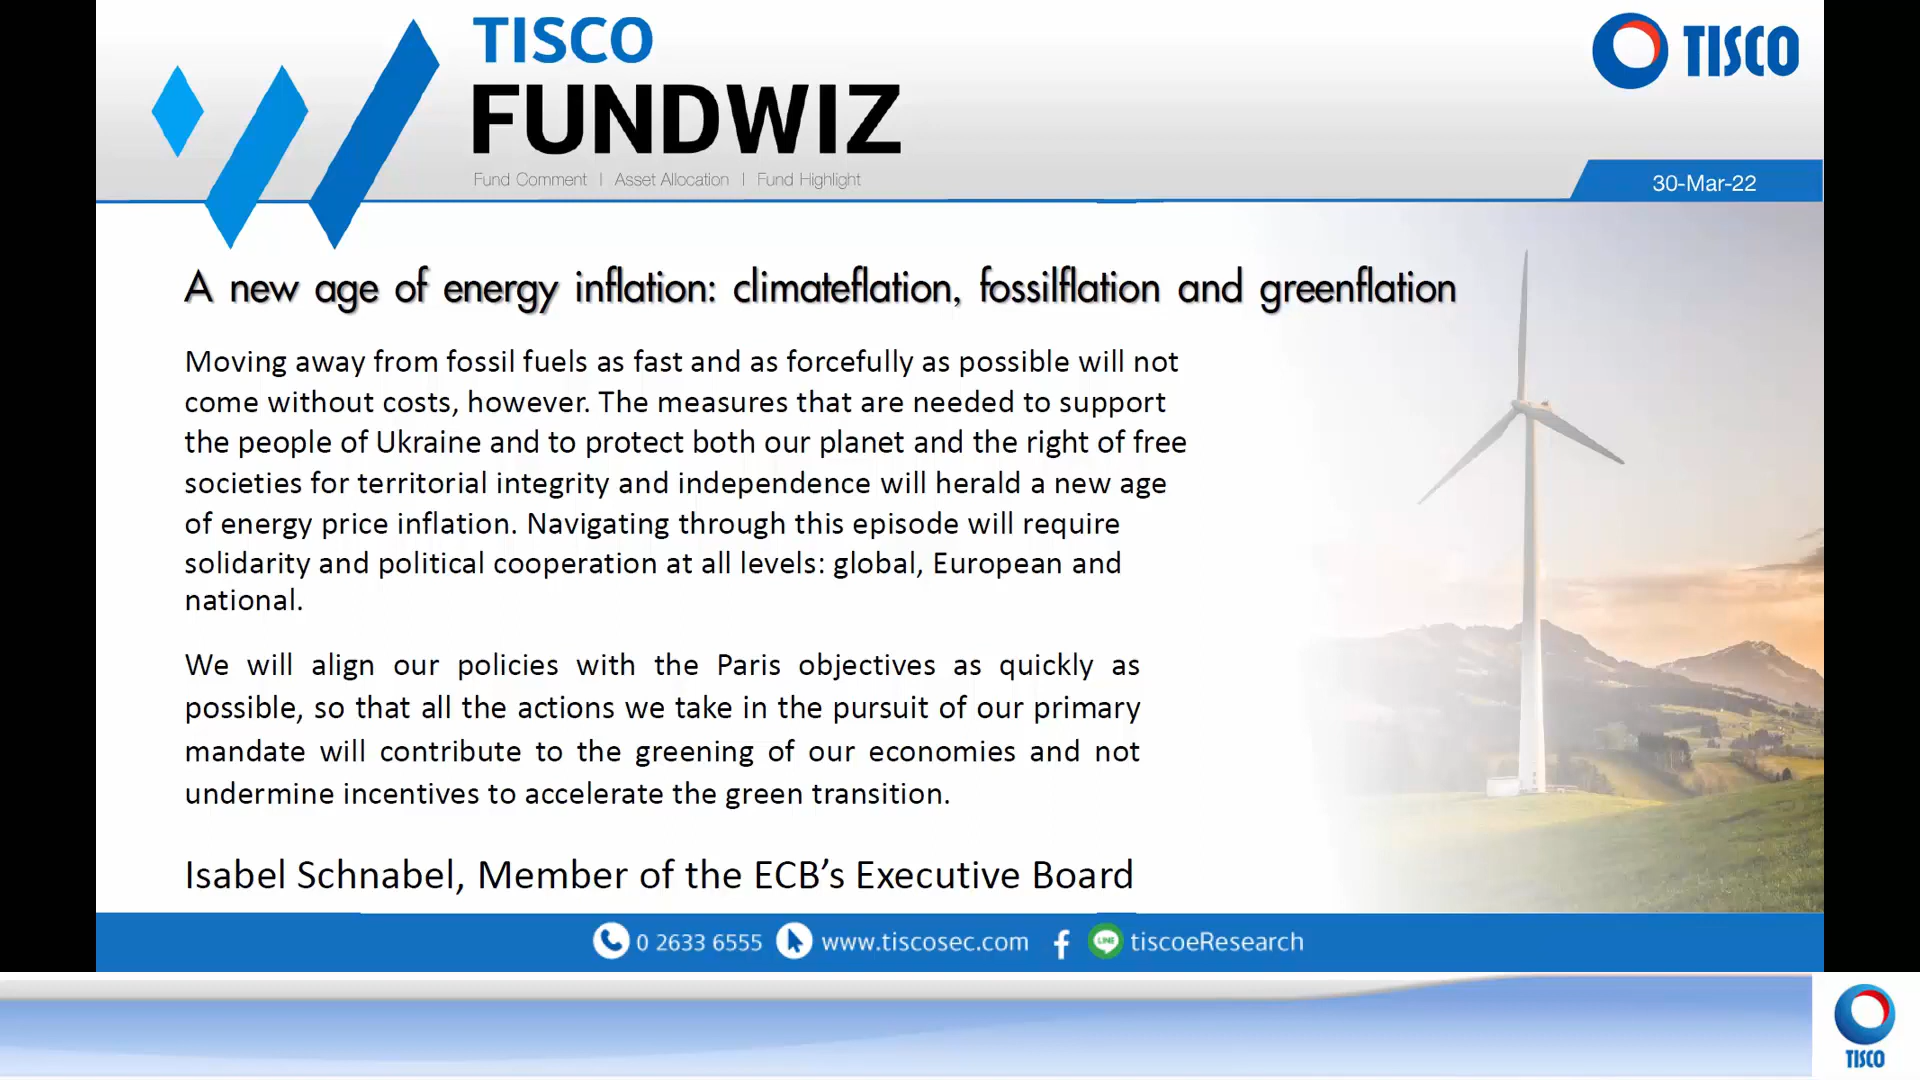 TISCO
FUNDWIZ
Fund Comment | Asset Allocation | Fund Highlight
TISCO
30-Mar-22
A new age of energy inflation: climateflation, fossilflation and greenflation
Moving away from fossil fuels as fast and as forcefully as possible will not
come without costs, however. The measures that are needed to support
the people of Ukraine and to protect both our planet and the right of free
societies for territorial integrity and independence will herald a new age
of energy price inflation. Navigating through this episode will require
solidarity and political cooperation at all levels: global, European and
national.
We will align our policies with the Paris objectives as quickly as
possible, so that all the actions we take in the pursuit of our primary
mandate will contribute to the greening of our economies and not
undermine incentives to accelerate the green transition.
Isabel Schnabel, Member of the ECB’s Executive Board
0 2633 6555 www.tiscosec.com f LINE tiscoeResearch
TISCO